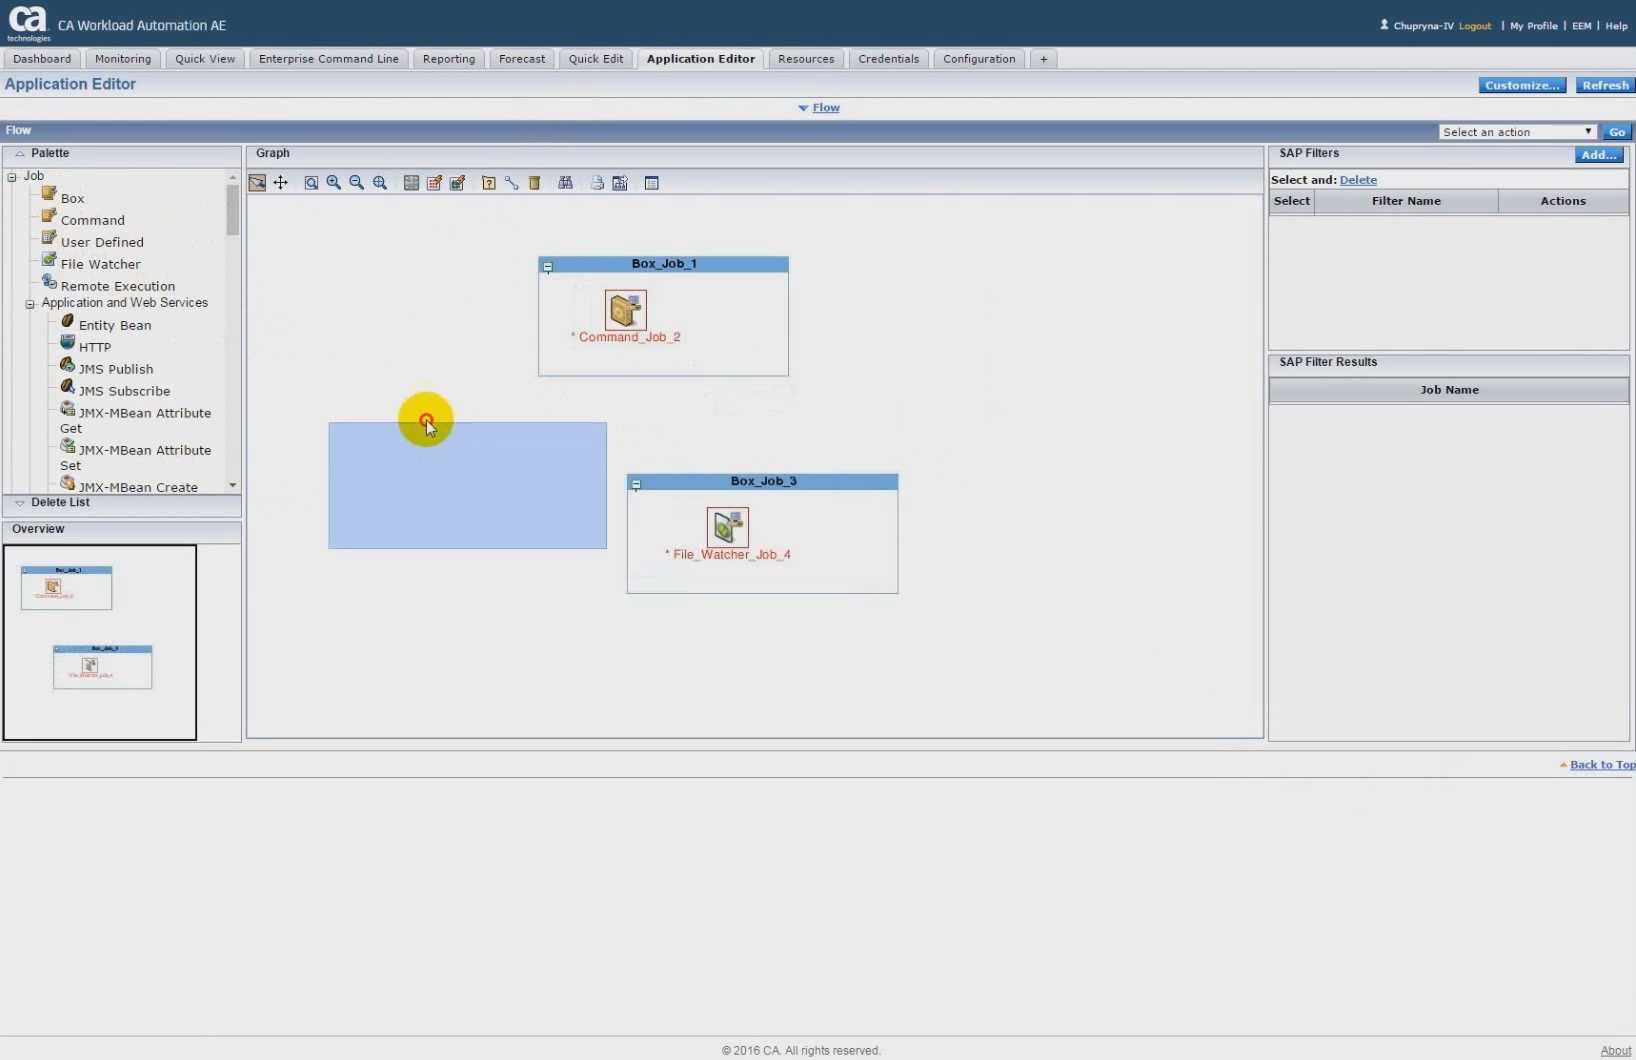 ca
technologies
CA Workload Automation AE
Chupryna-IV Logout | My Profile | EEM | Help
Dashboard Monitoring Quick View Enterprise Command Line Reporting Forecast Quick Edit Application Editor Resources Credentials Configuration +
Application Editor
Customize... Refresh
Flow
Flow
Select an action Go
Palette
Job
Box
Command
User Defined
File Watcher
Remote Execution
Application and Web Services
Entity Bean
HTTP
JMS Publish
JMS Subscribe
JMX-MBean Attribute
Get
JMX-MBean Attribute
Set
JMX-MBean Create
Delete List
Overview
Box_Job_1
Command_Job_2
Box_Job_3
File_Watcher_Job_4
Graph
Box_Job_1
* Command_Job_2
Box_Job_3
* File_Watcher_Job_4
SAP Filters
Add...
Select and: Delete
Select Filter Name Actions
SAP Filter Results
Job Name
Back to Top
© 2016 CA. All rights reserved.
About